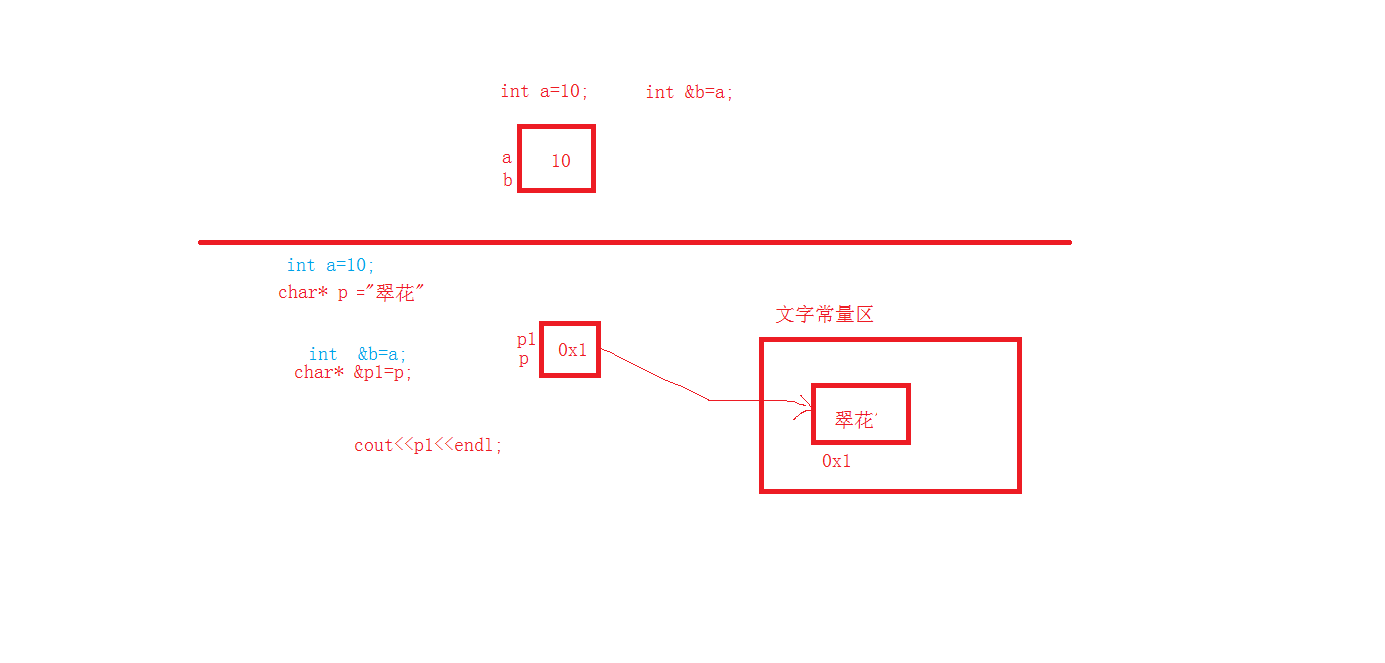 int a=10; int &b=a;
a
10
b
int a=10;
char* p ="翠花"
文字常量区
p1
0x1
p
int &b=a;
char* &p1=p;
翠花
cout<<p1<<endl;
0x1